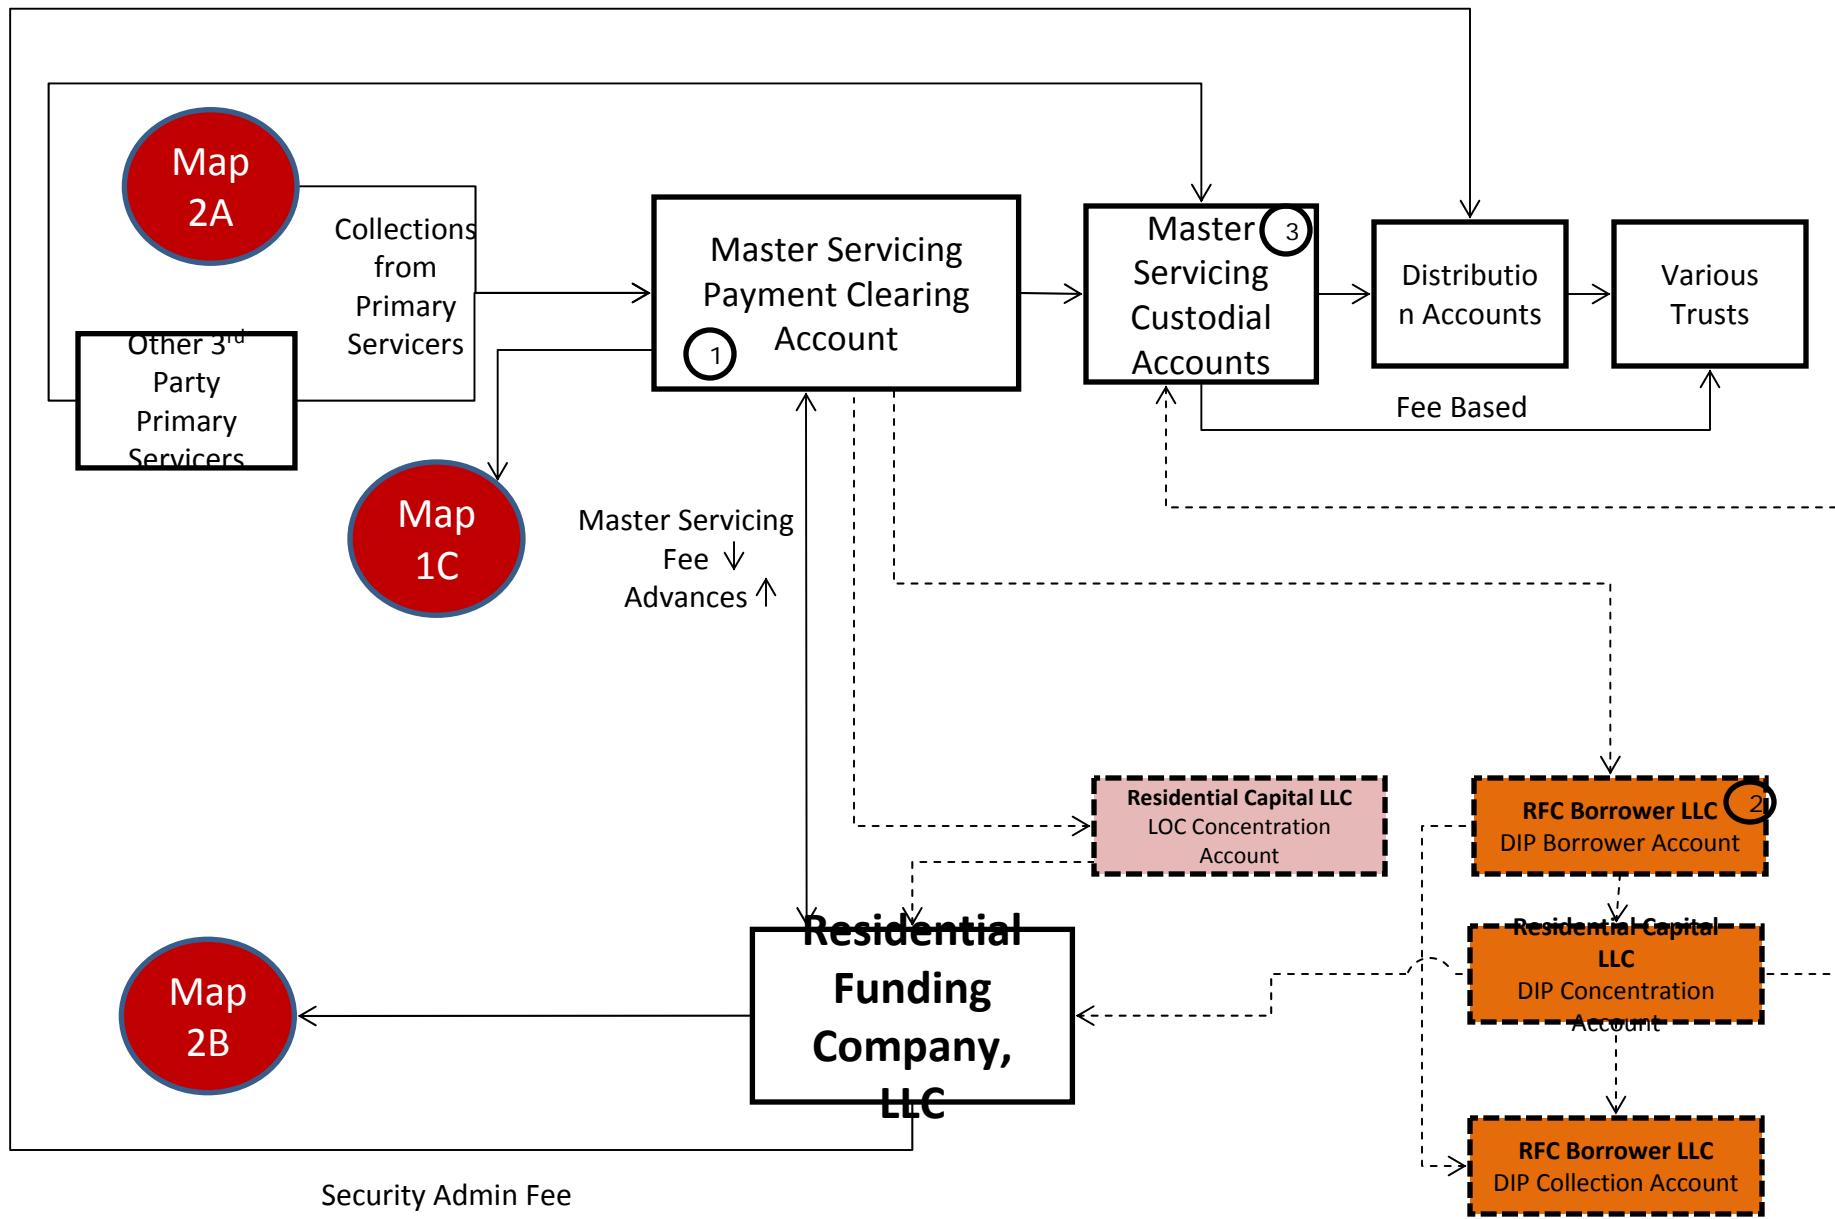 Map
2A
Collections
from
Primary
Servicers
Other 3rd
Party
Primary
Servicers
Master Servicing
Payment Clearing
Account
1
Master
Servicing
Custodial
Accounts
3
Distributio
n Accounts
Various
Trusts
Fee Based
Map
1C
Master Servicing
Fee ↓
Advances ↑
Residential Capital LLC
LOC Concentration
Account
RFC Borrower LLC
DIP Borrower Account
2
Residential
Funding
Company,
LLC
Residential Capital
LLC
DIP Concentration
Account
Map
2B
RFC Borrower LLC
DIP Collection Account
Security Admin Fee